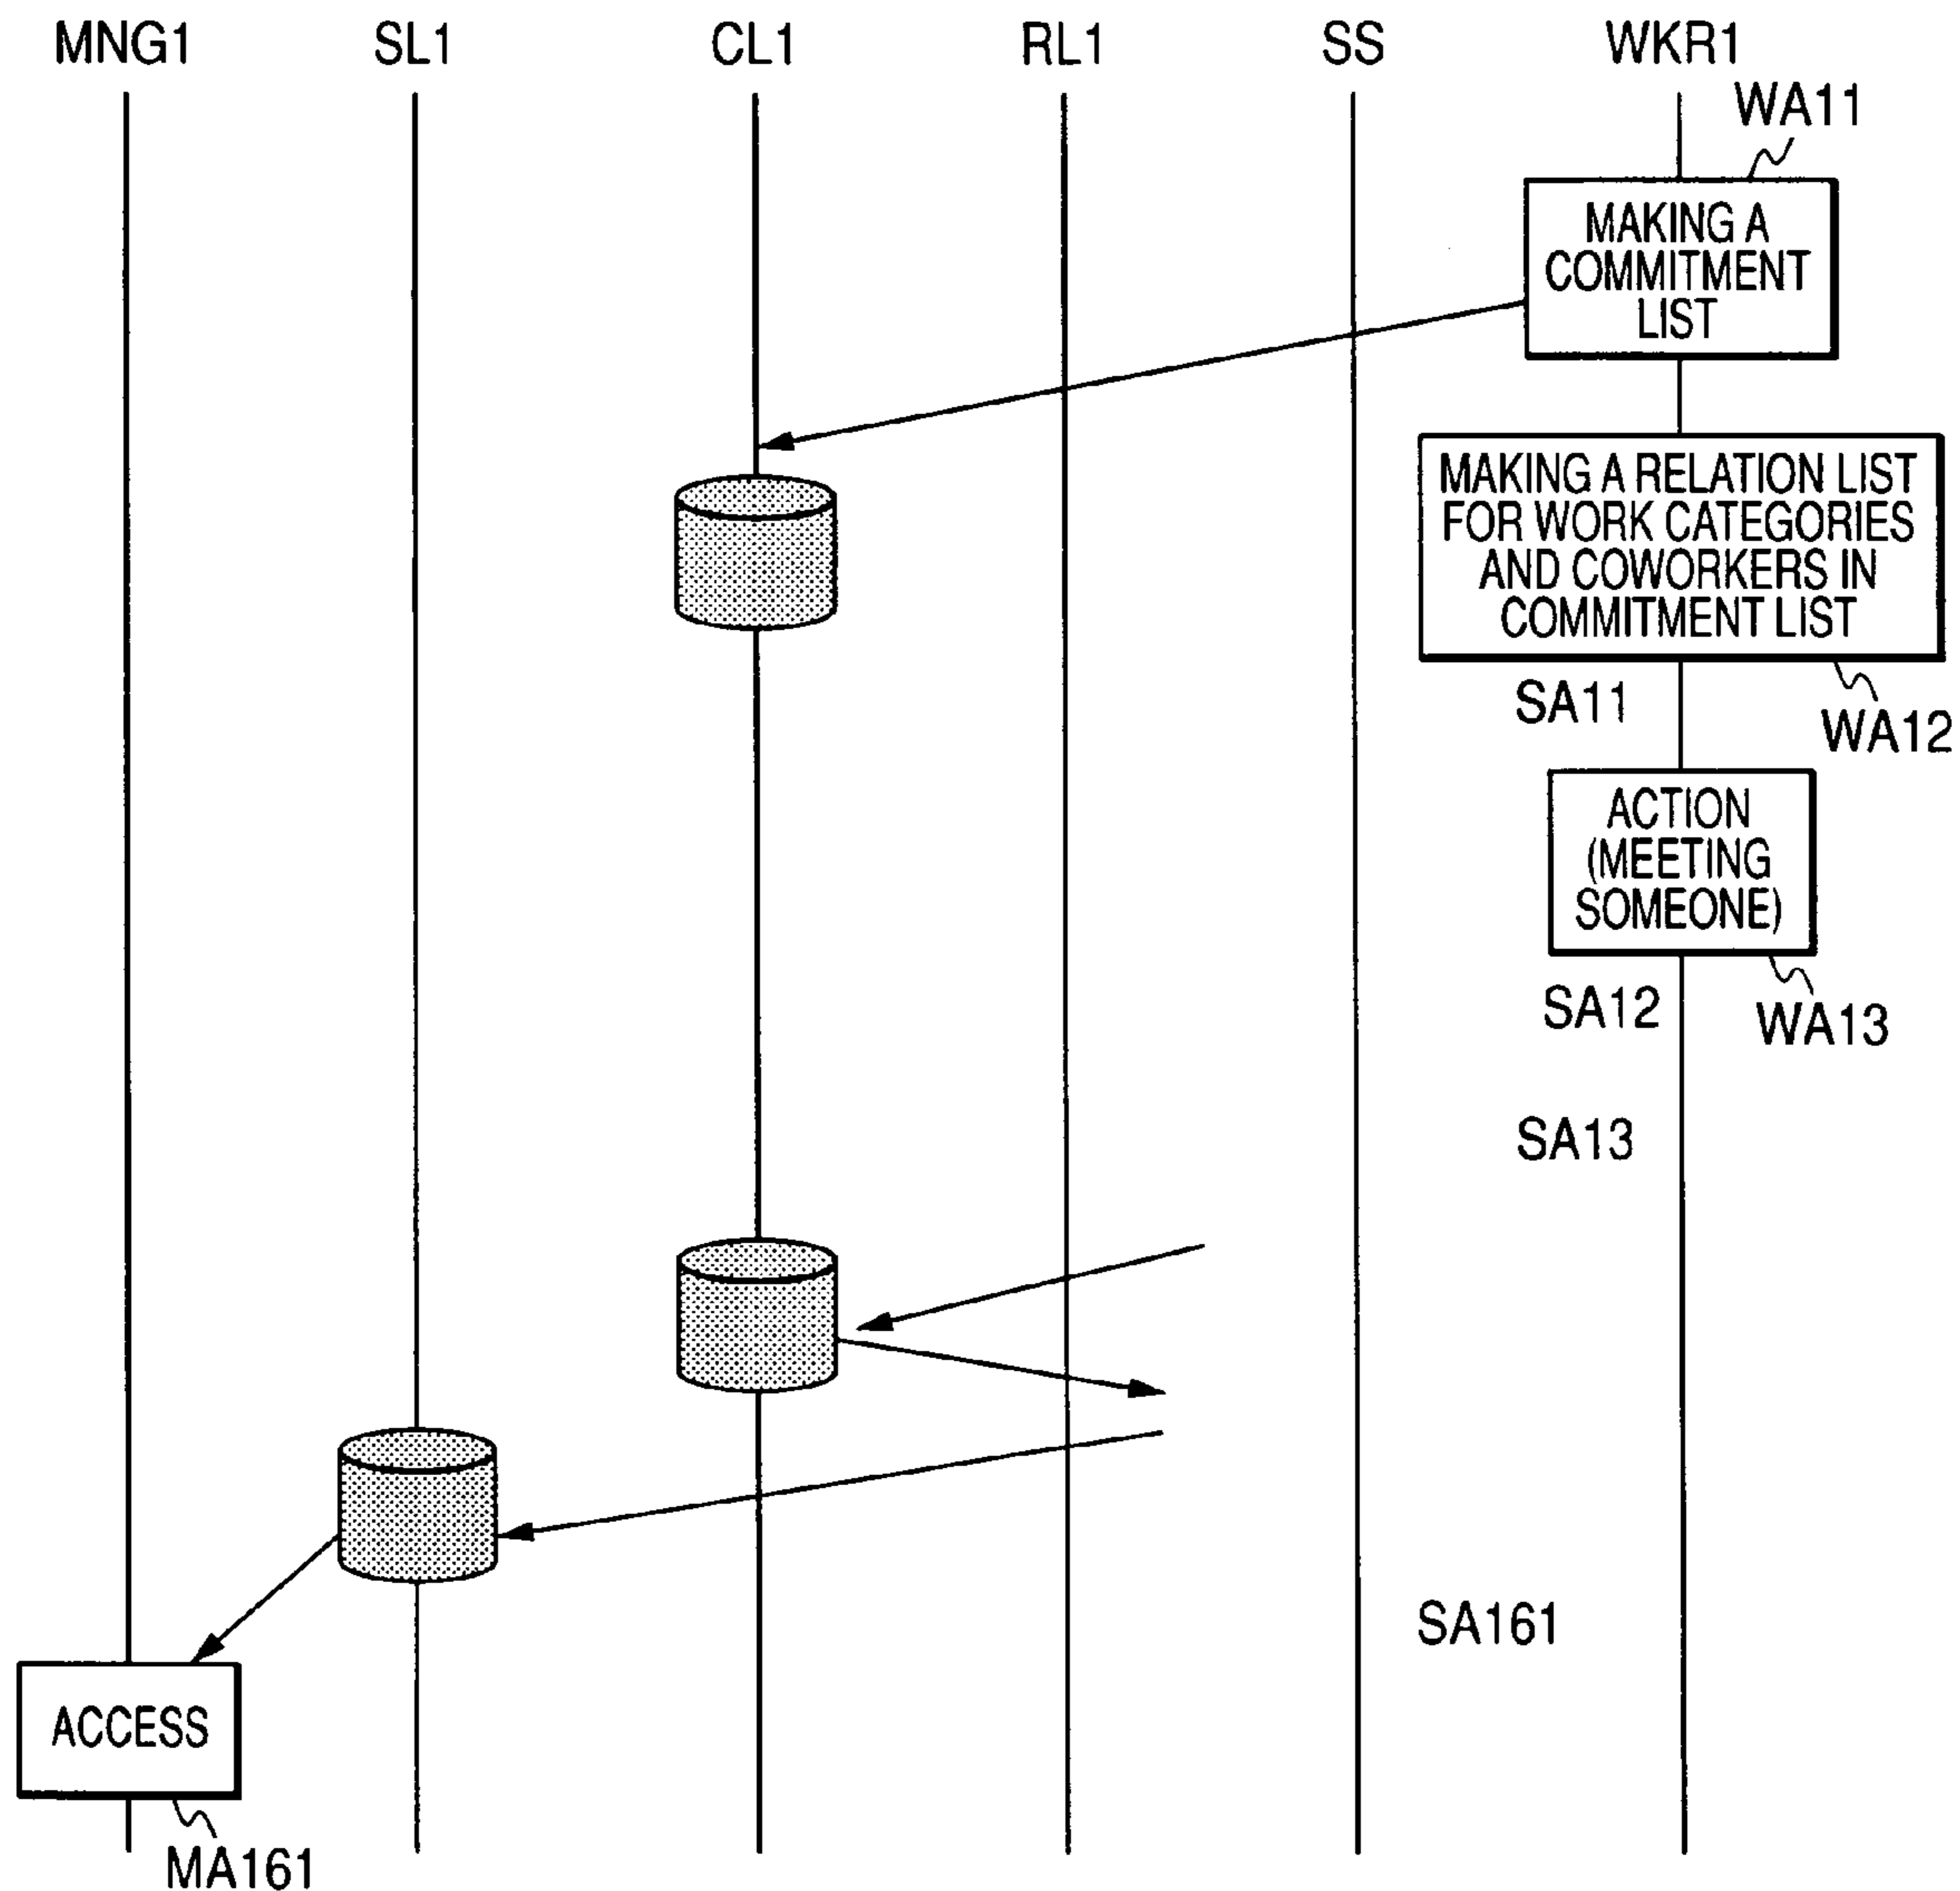 MNG1 SL1 CL1 RL1 SS WKR1
WA11
MAKING A
COMMITMENT
LIST
MAKING A RELATION LIST
FOR WORK CATEGORIES
AND COWORKERS IN
COMMITMENT LIST
SA11
WA12
ACTION
(MEETING
SOMEONE)
SA12
WA13
SA13
SA161
ACCESS
MA161